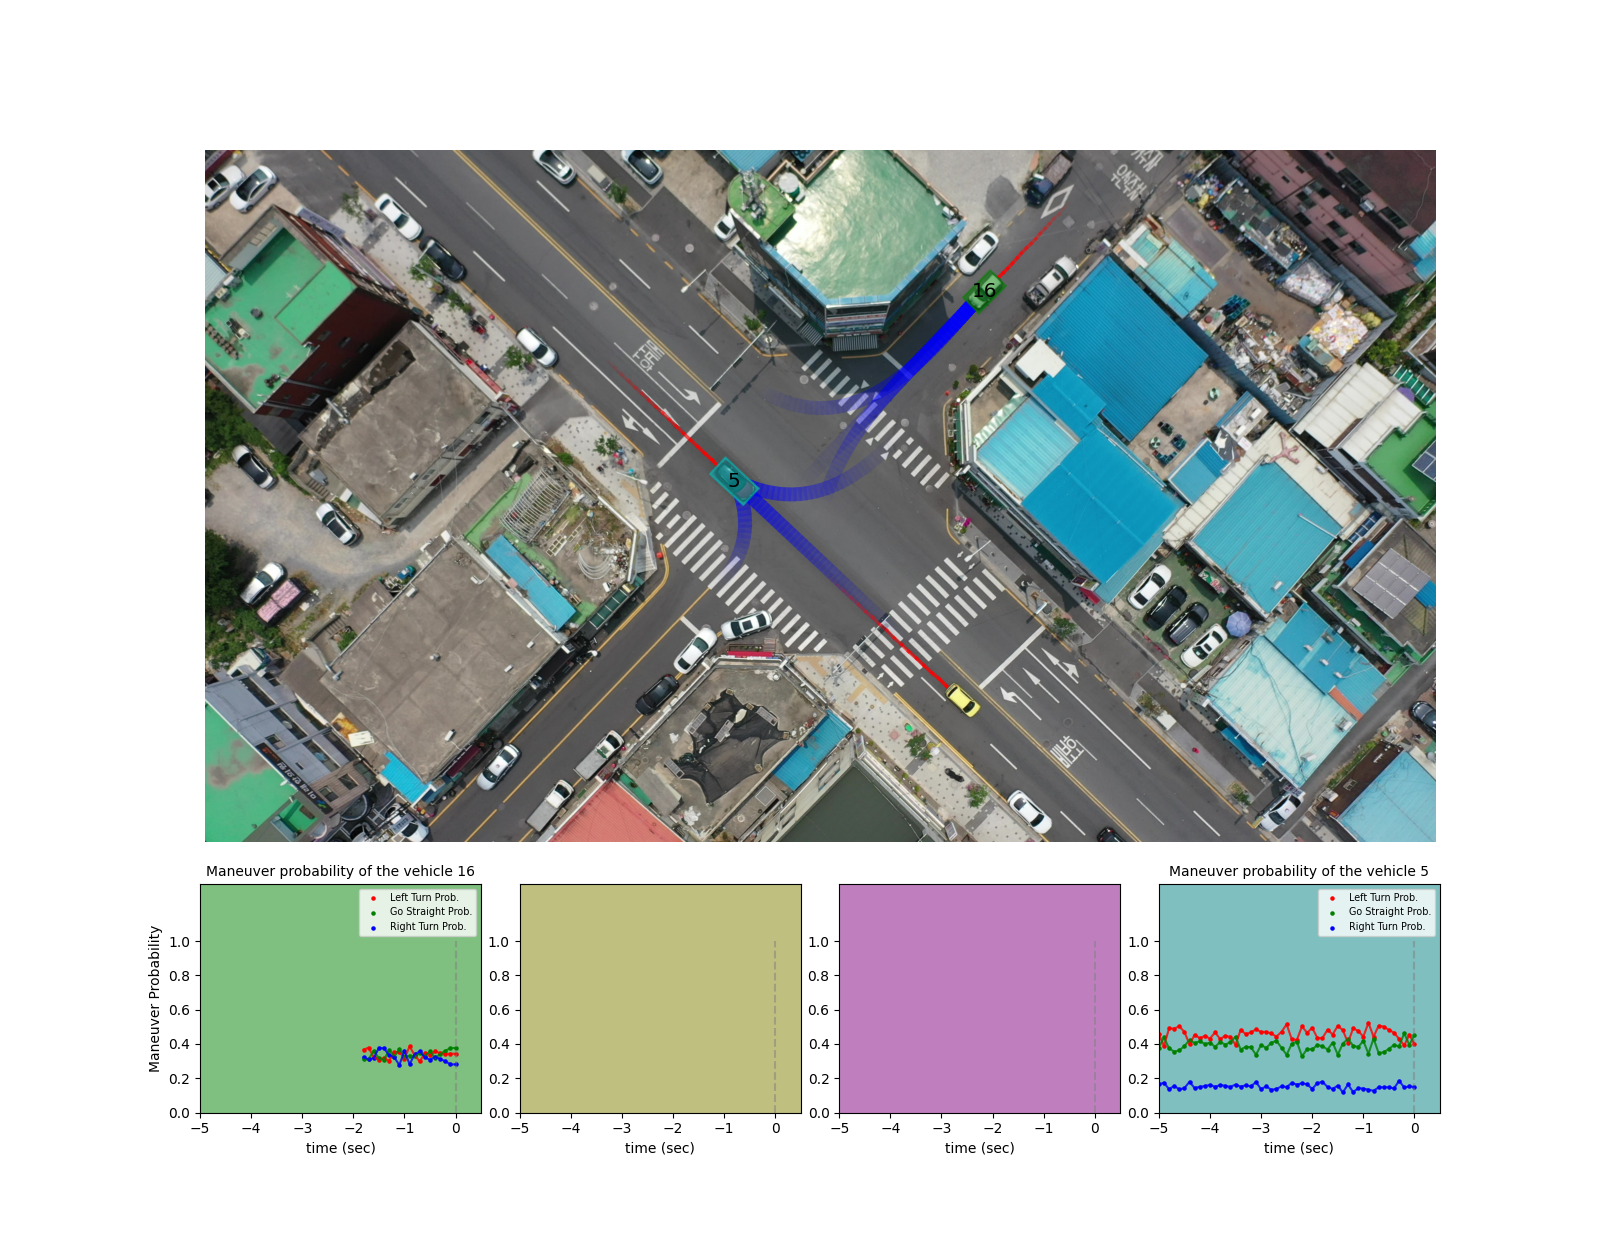 16
5
Maneuver probability of the vehicle 16
Maneuver probability of the vehicle 5
Left Turn Prob.
Go Straight Prob.
Right Turn Prob.
Left Turn Prob.
Go Straight Prob.
Right Turn Prob.
Maneuver Probability
1.0
0.8
0.6
0.4
0.2
0.0
1.0
0.8
0.6
0.4
0.2
0.0
1.0
0.8
0.6
0.4
0.2
0.0
1.0
0.8
0.6
0.4
0.2
0.0
−5 −4 −3 −2 −1 0
−5 −4 −3 −2 −1 0
−5 −4 −3 −2 −1 0
−5 −4 −3 −2 −1 0
time (sec)
time (sec)
time (sec)
time (sec)